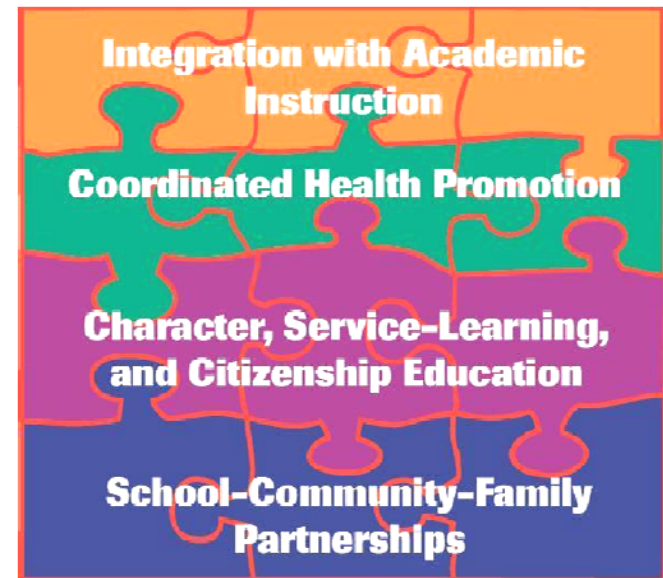 Integration with Academic
Instruction
Coordinated Health Promotion
Character, Service-Learning,
and Citizenship Education
School-Community-Family
Partnerships